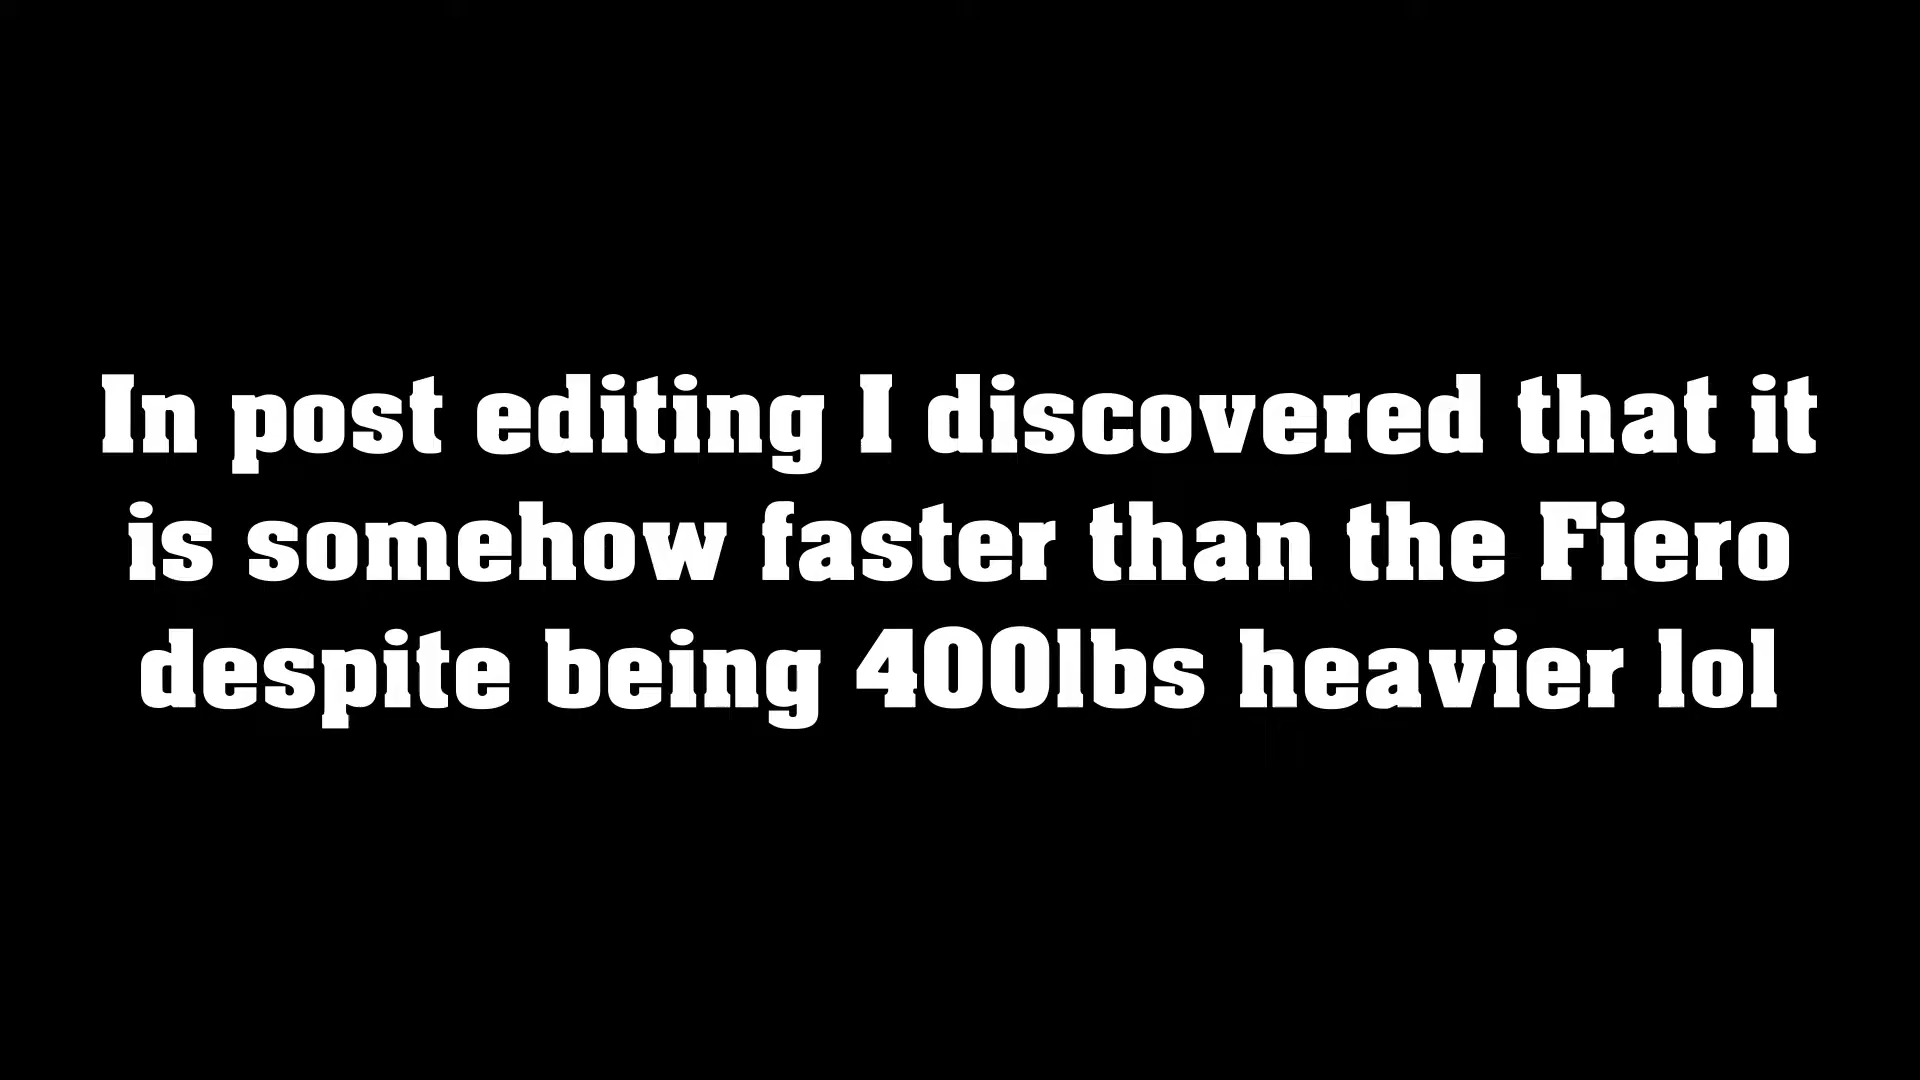 In post editing I discovered that it
is somehow faster than the Fiero
despite being 400lbs heavier lol